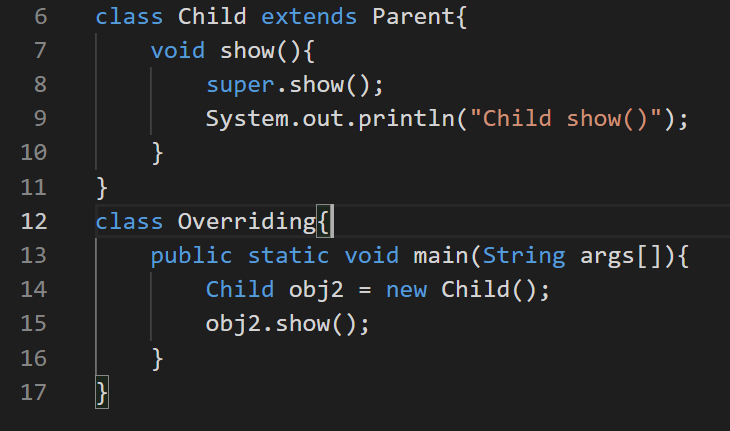 6 class Child extends Parent{
7     void show(){
8         super.show();
9         System.out.println("Child show()");
10     }
11 }
12 class Overriding{
13     public static void main(String args[]){
14         Child obj2 = new Child();
15         obj2.show();
16     }
17 }